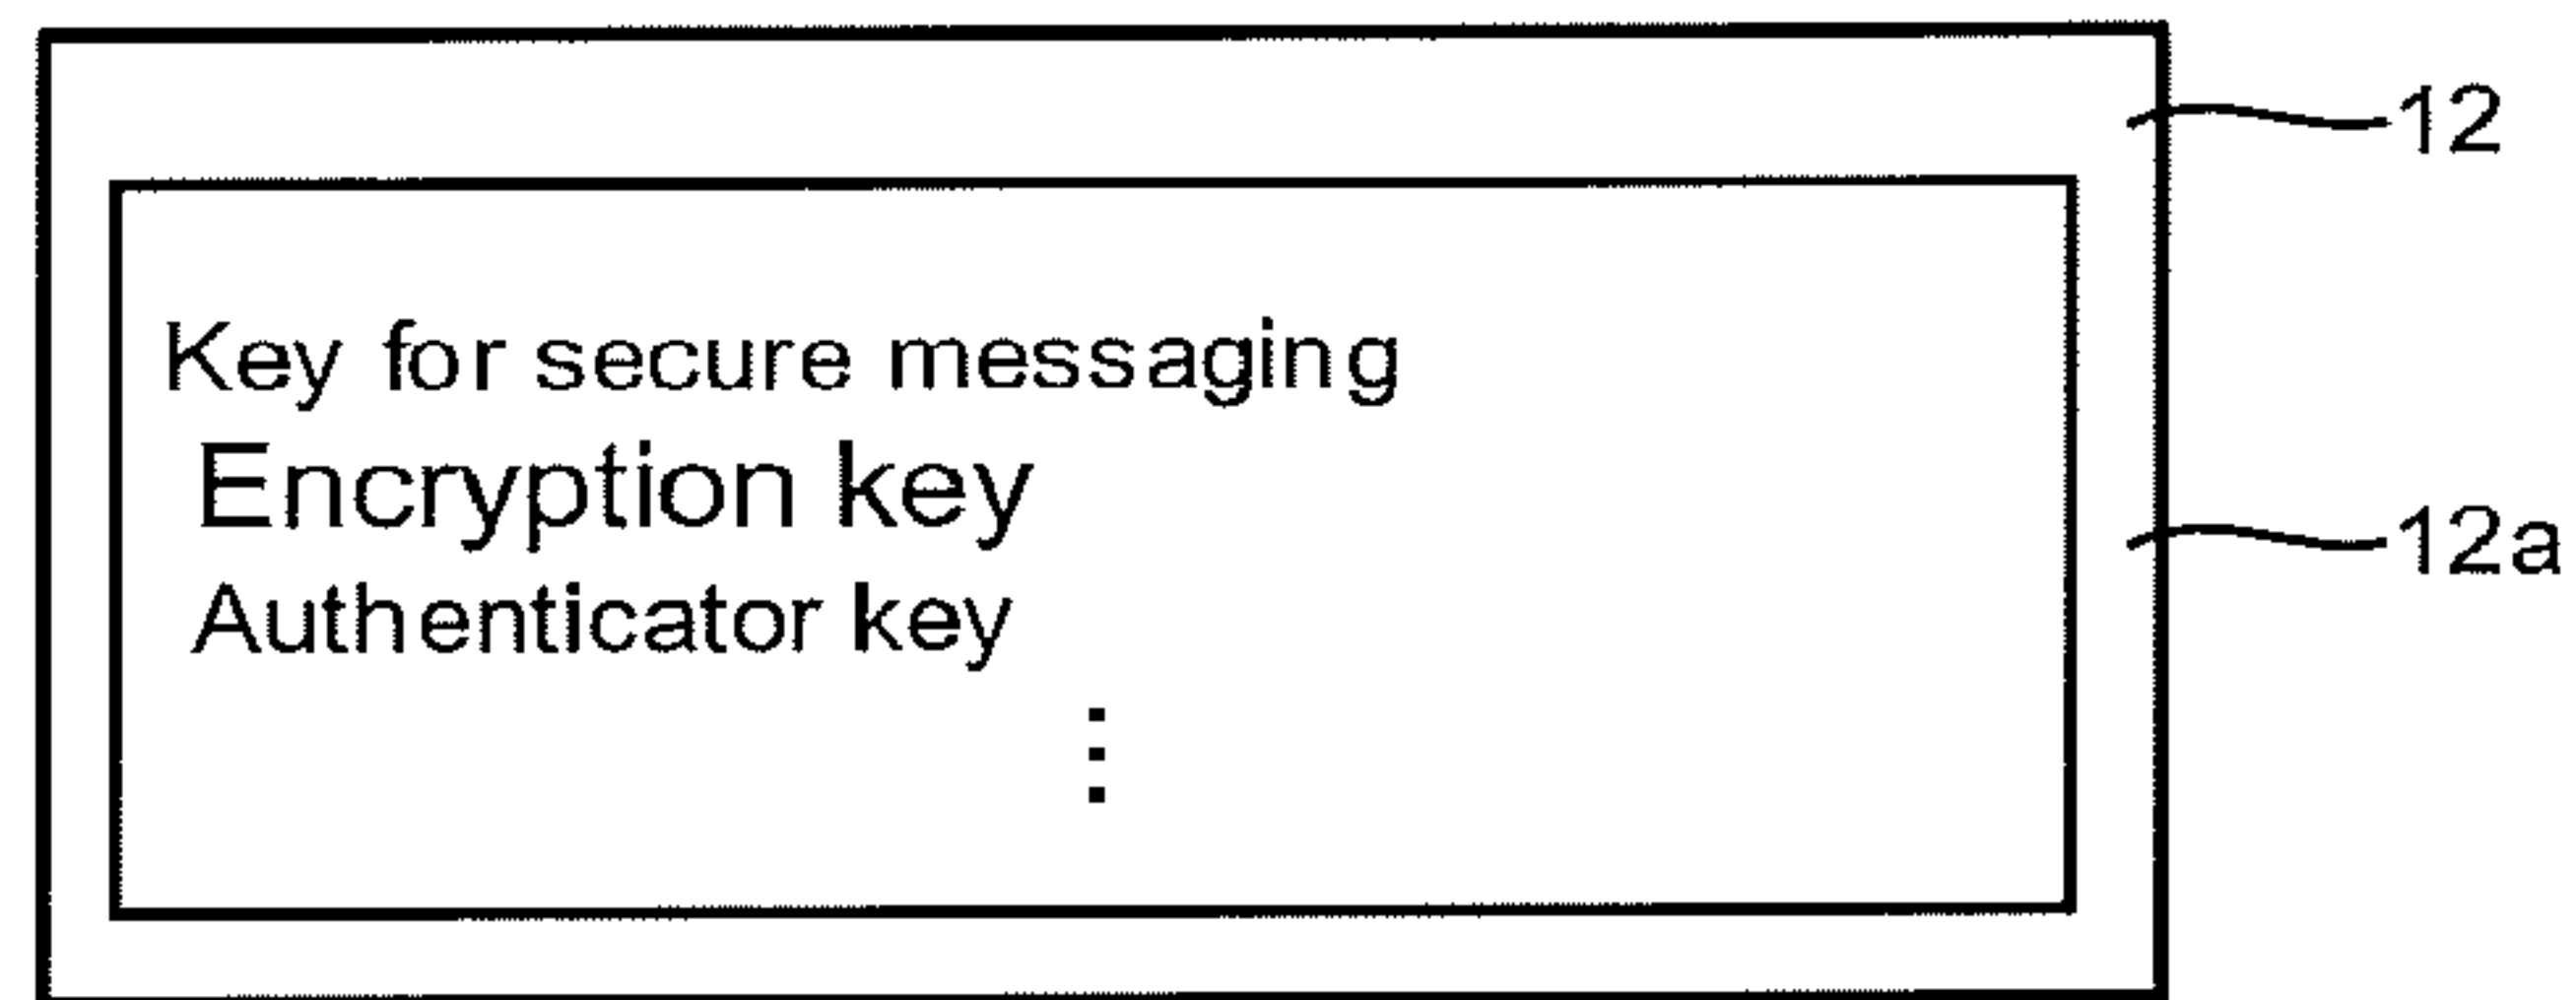 12
Key for secure messaging
Encryption key
12a
Authenticator key
⋮